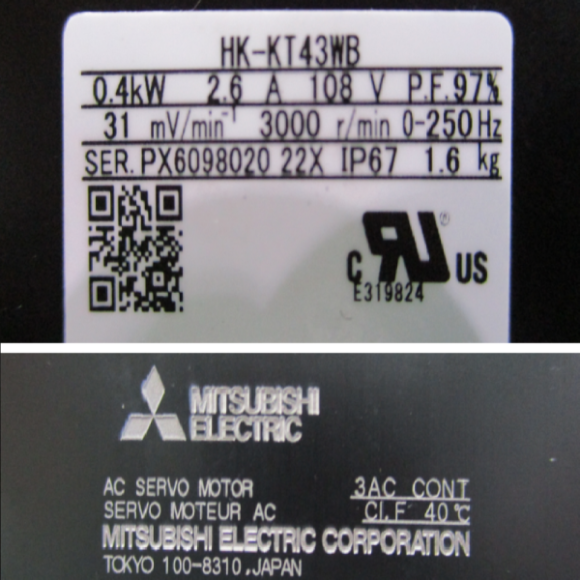 HK-KT43WB
0.4kW 2.6 A 108 V P.F.97%
31 mV/min⁻¹ 3000 r/min 0-250Hz
SER.PX6098020 22X IP67 1.6 kg
C RU ® US
E319824
MITSUBISHI
ELECTRIC
AC SERVO MOTOR 3AC CONT
SERVO MOTEUR AC CI.F 40℃
MITSUBISHI ELECTRIC CORPORATION
TOKYO 100-8310,JAPAN